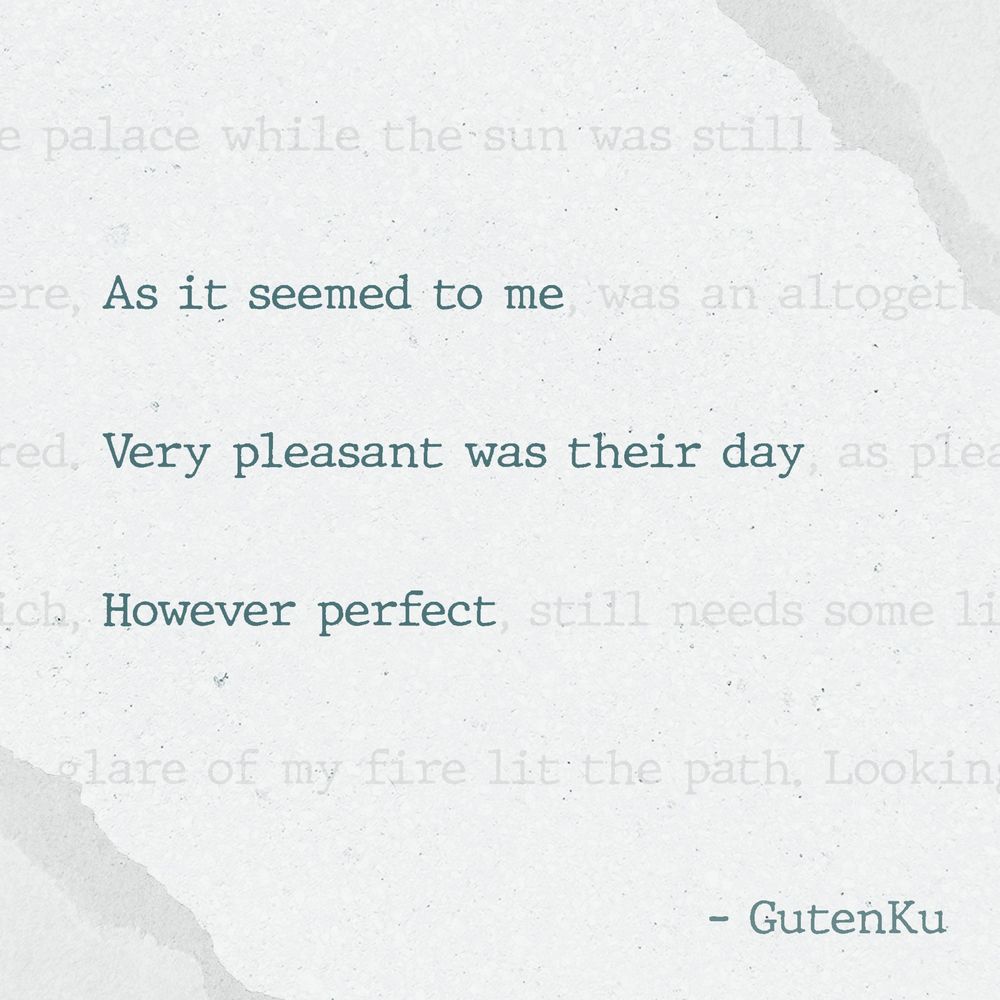 e palace while the sun was still
ere, As it seemed to me, was an altogeth
red. Very pleasant was their day, as plea
ich, However perfect, still needs some li
glare of my fire lit the path. Looking
- GutenKu